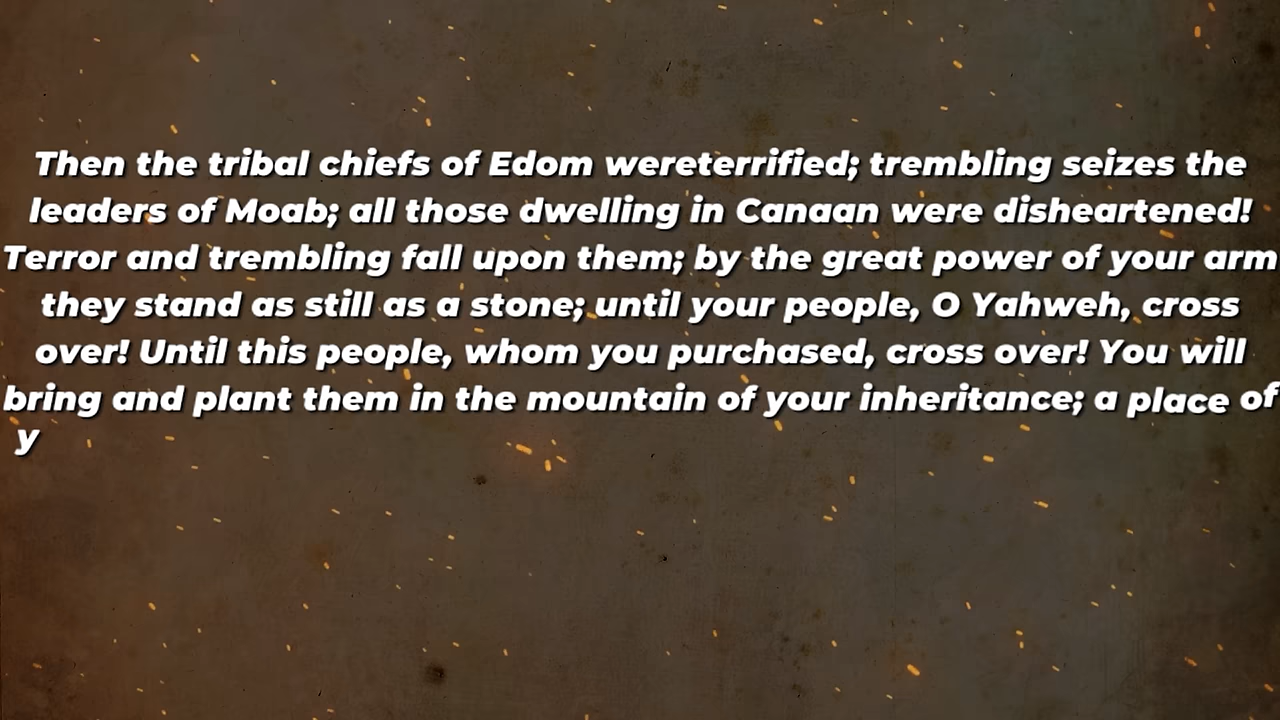 Then the tribal chiefs of Edom wereterrified; trembling seizes the
leaders of Moab; all those dwelling in Canaan were disheartened!
Terror and trembling fall upon them; by the great power of your arm
they stand as still as a stone; until your people, O Yahweh, cross
over! Until this people, whom you purchased, cross over! You will
bring and plant them in the mountain of your inheritance; a place of
y